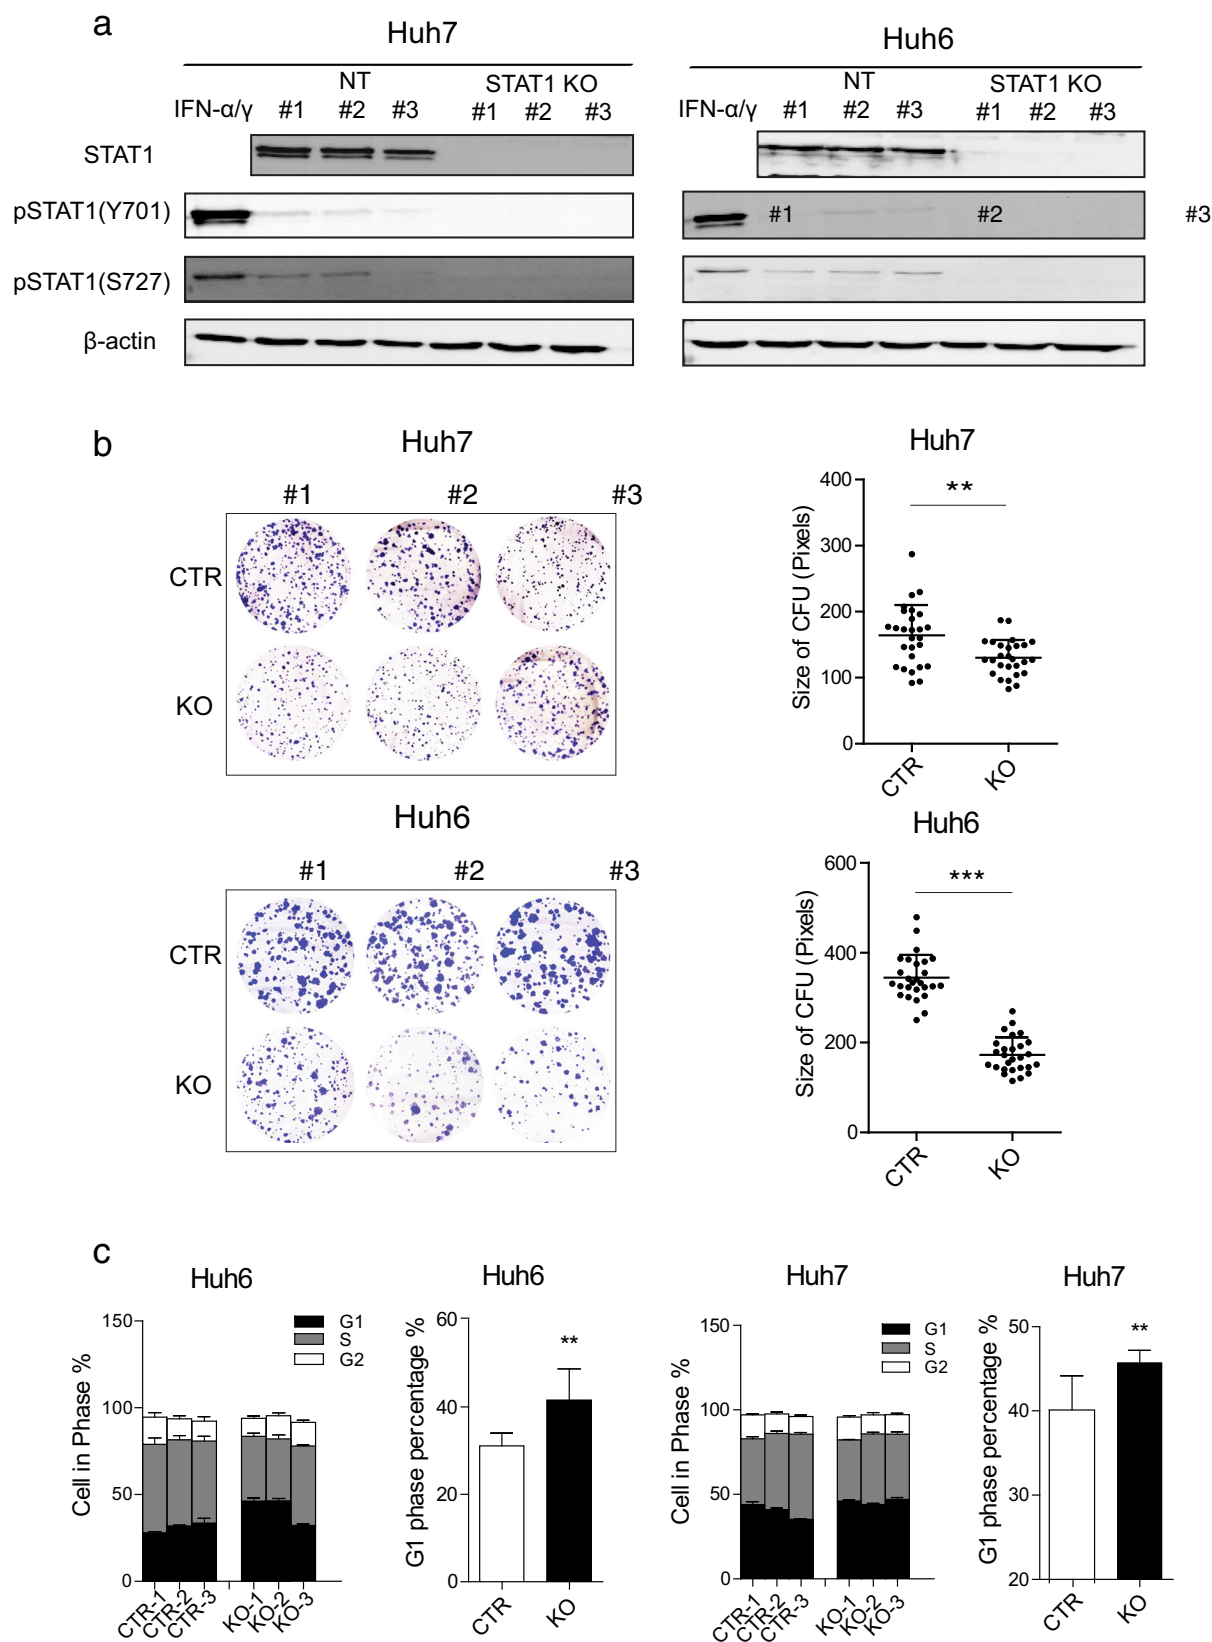 a
Huh7
Huh6
NT
STAT1 KO
IFN-α/γ #1 #2 #3 #1 #2 #3
NT
STAT1 KO
IFN-α/γ #1 #2 #3 #1 #2 #3
STAT1
pSTAT1(Y701)
#1 #2 #3
pSTAT1(S727)
β-actin
b
Huh7
#1 #2 #3
CTR
KO
Huh7
Size of CFU (Pixels)
400
300
200
100
0
**
CTR KO
Huh6
#1 #2 #3
CTR
KO
Huh6
Size of CFU (Pixels)
600
400
200
0
***
CTR KO
c
Huh6
Cell in Phase %
150
100
50
0
G1
S
G2
CTR-1 CTR-2 CTR-3 KO-1 KO-2 KO-3
Huh6
G1 phase percentage %
60
40
20
0
**
CTR KO
Huh7
Cell in Phase %
150
100
50
0
G1
S
G2
CTR-1 CTR-2 CTR-3 KO-1 KO-2 KO-3
Huh7
G1 phase percentage %
50
40
30
20
**
CTR KO